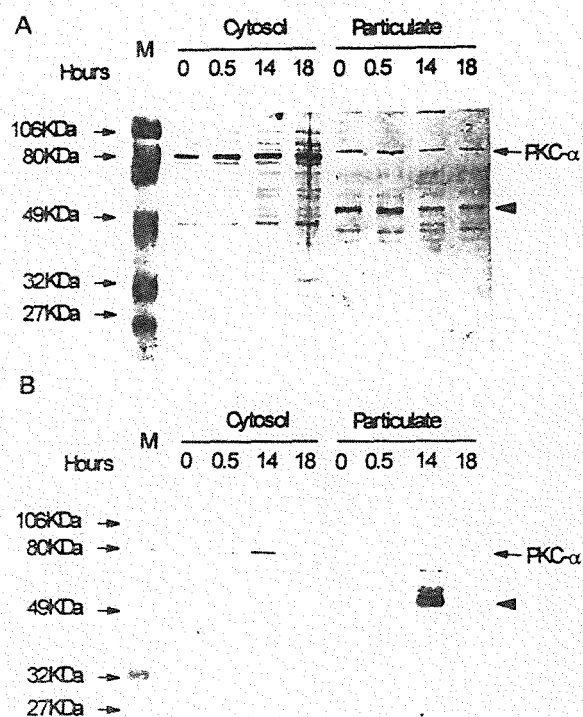 A
M
Cytosol Particulate
Hours 0 0.5 14 18 0 0.5 14 18
106KDa
80KDa PKC-α
49KDa
32KDa
27KDa
B
M
Cytosol Particulate
Hours 0 0.5 14 18 0 0.5 14 18
106KDa
80KDa PKC-α
49KDa
32KDa
27KDa